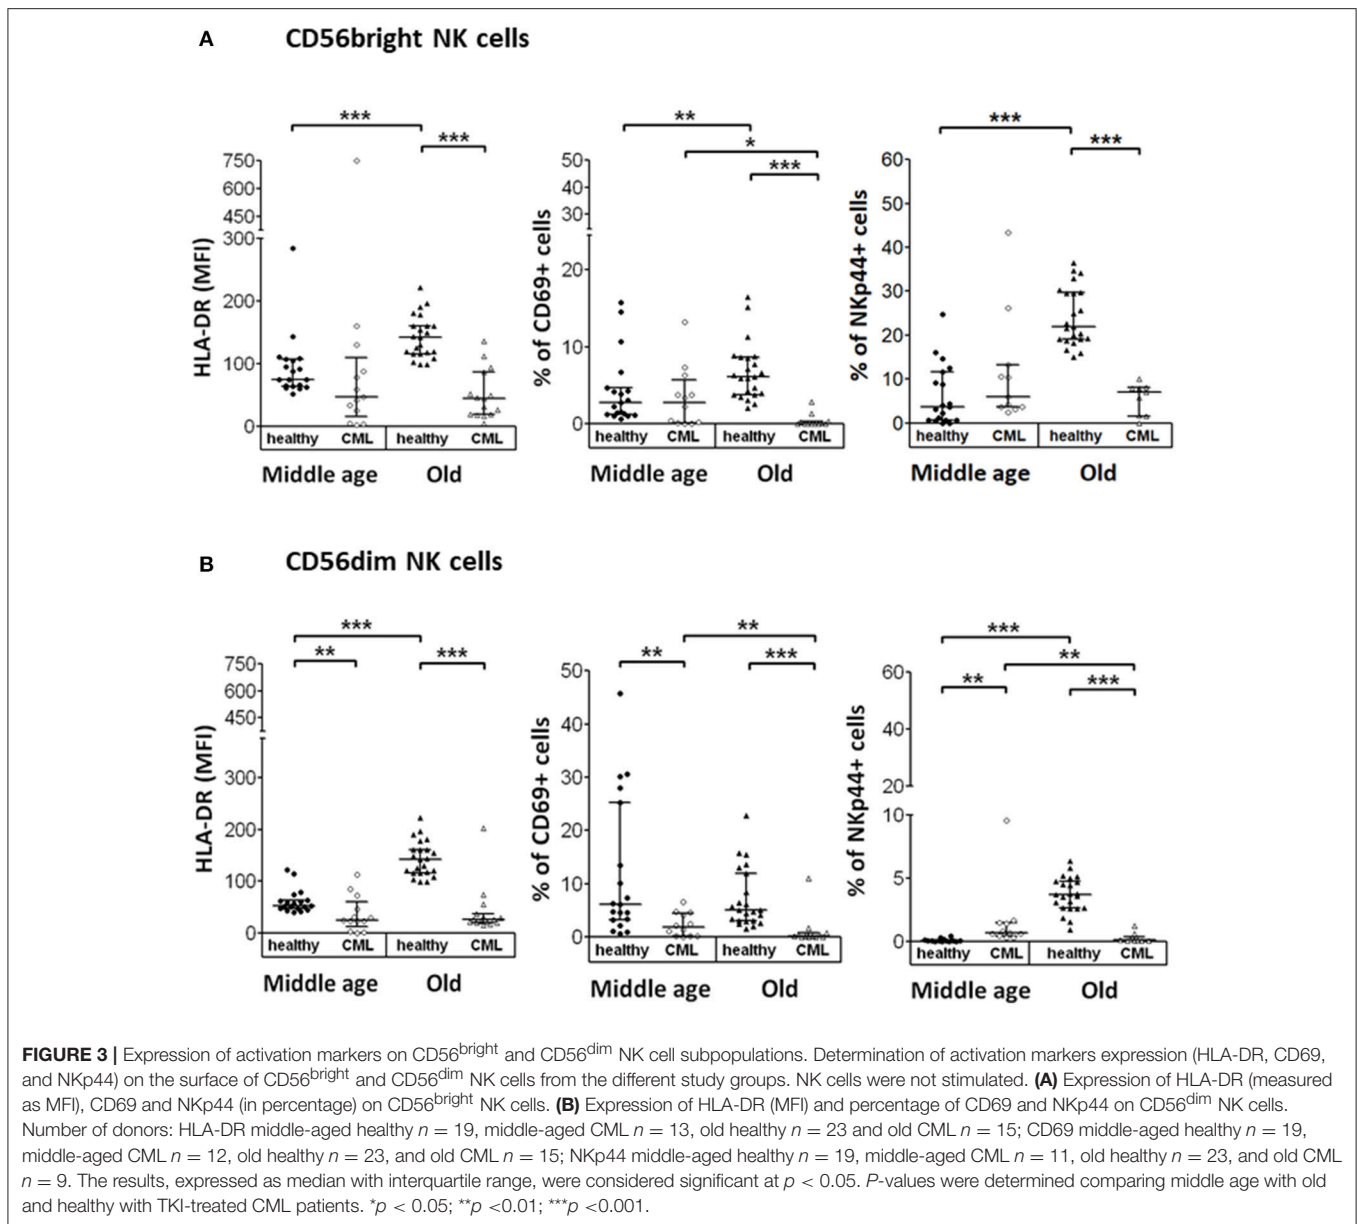 A CD56bright NK cells
*** ***
HLA-DR (MFI)
750
600
450
300
200
100
0
healthy CML healthy CML
Middle age Old
** * ***
% of CD69+ cells
50
40
30
20
10
0
healthy CML healthy CML
Middle age Old
*** ***
% of NKp44+ cells
60
50
40
30
20
10
0
healthy CML healthy CML
Middle age Old
B CD56dim NK cells
*** ** ***
HLA-DR (MFI)
750
600
450
300
200
100
0
healthy CML healthy CML
Middle age Old
** ** ***
% of CD69+ cells
50
40
30
20
10
0
healthy CML healthy CML
Middle age Old
*** ** ** ***
% of NKp44+ cells
60
40
20
10
5
0
healthy CML healthy CML
Middle age Old
FIGURE 3 | Expression of activation markers on CD56bright and CD56dim NK cell subpopulations. Determination of activation markers expression (HLA-DR, CD69,
and NKp44) on the surface of CD56bright and CD56dim NK cells from the different study groups. NK cells were not stimulated. (A) Expression of HLA-DR (measured
as MFI), CD69 and NKp44 (in percentage) on CD56bright NK cells. (B) Expression of HLA-DR (MFI) and percentage of CD69 and NKp44 on CD56dim NK cells.
Number of donors: HLA-DR middle-aged healthy n = 19, middle-aged CML n = 13, old healthy n = 23 and old CML n = 15; CD69 middle-aged healthy n = 19,
middle-aged CML n = 12, old healthy n = 23, and old CML n = 15; NKp44 middle-aged healthy n = 19, middle-aged CML n = 11, old healthy n = 23, and old CML
n = 9. The results, expressed as median with interquartile range, were considered significant at p < 0.05. P-values were determined comparing middle age with old
and healthy with TKI-treated CML patients. *p < 0.05; **p <0.01; ***p <0.001.